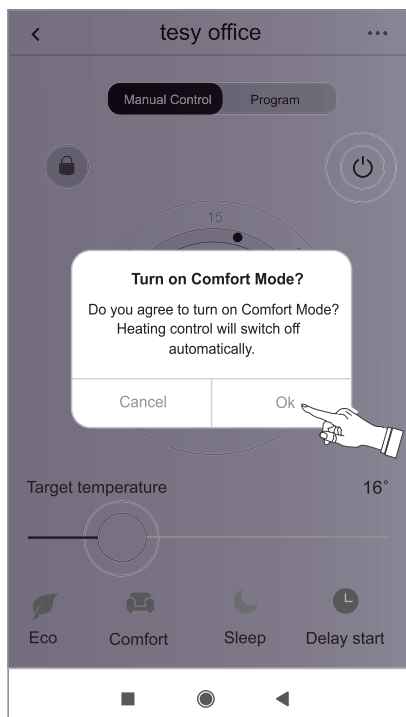 tesy office
Manual Control Program
15
Turn on Comfort Mode?
Do you agree to turn on Comfort Mode?
Heating control will switch off
automatically.
Cancel Ok
Target temperature 16°
Eco Comfort Sleep Delay start